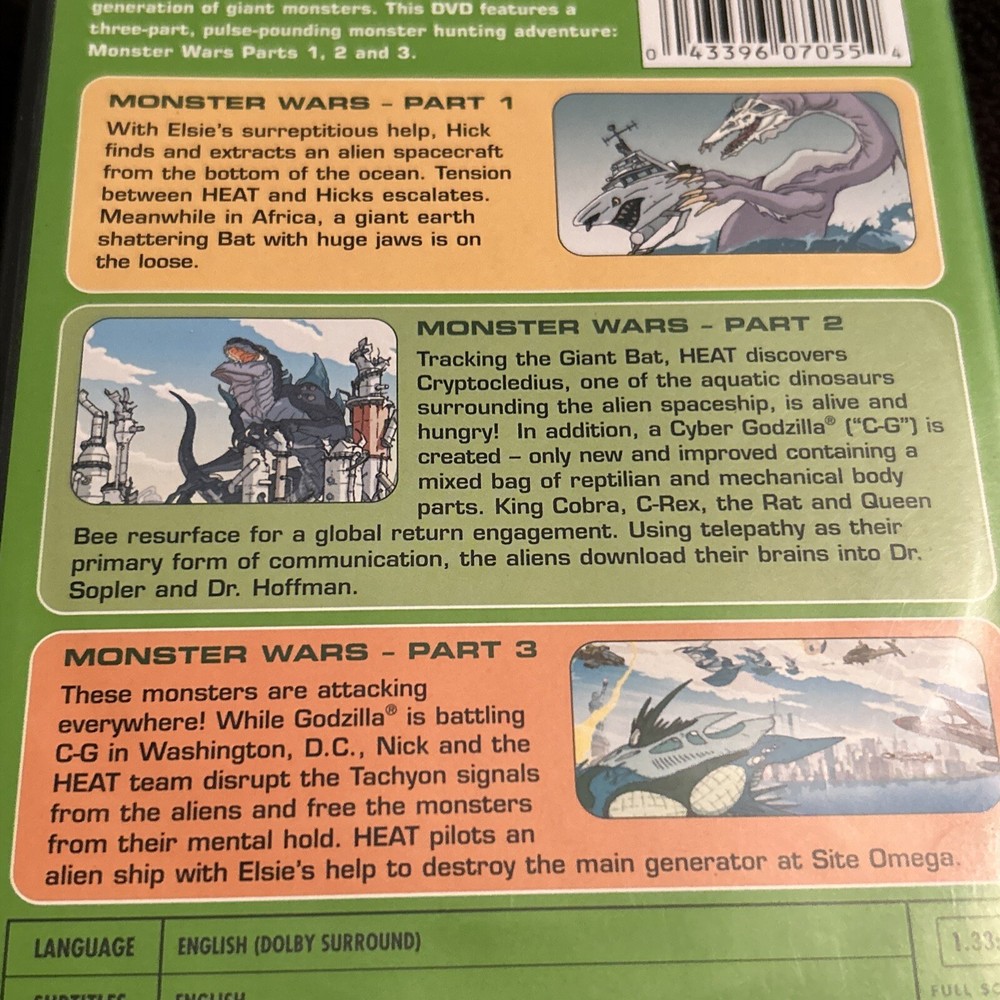 generation of giant monsters. This DVD features a
three-part, pulse-pounding monster hunting adventure:
Monster Wars Parts 1, 2 and 3.
0 43396 07055 4
MONSTER WARS - PART 1
With Elsie's surreptitious help, Hick
finds and extracts an alien spacecraft
from the bottom of the ocean. Tension
between HEAT and Hicks escalates.
Meanwhile in Africa, a giant earth
shattering Bat with huge jaws is on
the loose.
MONSTER WARS - PART 2
Tracking the Giant Bat, HEAT discovers
Cryptocledius, one of the aquatic dinosaurs
surrounding the alien spaceship, is alive and
hungry! In addition, a Cyber Godzilla® ("C-G") is
created – only new and improved containing a
mixed bag of reptilian and mechanical body
parts. King Cobra, C-Rex, the Rat and Queen
Bee resurface for a global return engagement. Using telepathy as their
primary form of communication, the aliens download their brains into Dr.
Sopler and Dr. Hoffman.
MONSTER WARS - PART 3
These monsters are attacking
everywhere! While Godzilla® is battling
C-G in Washington, D.C., Nick and the
HEAT team disrupt the Tachyon signals
from the aliens and free the monsters
from their mental hold. HEAT pilots an
alien ship with Elsie's help to destroy the main generator at Site Omega.
LANGUAGE ENGLISH (DOLBY SURROUND)
1.33:
FULL SC
SUBTITLES ENGLISH